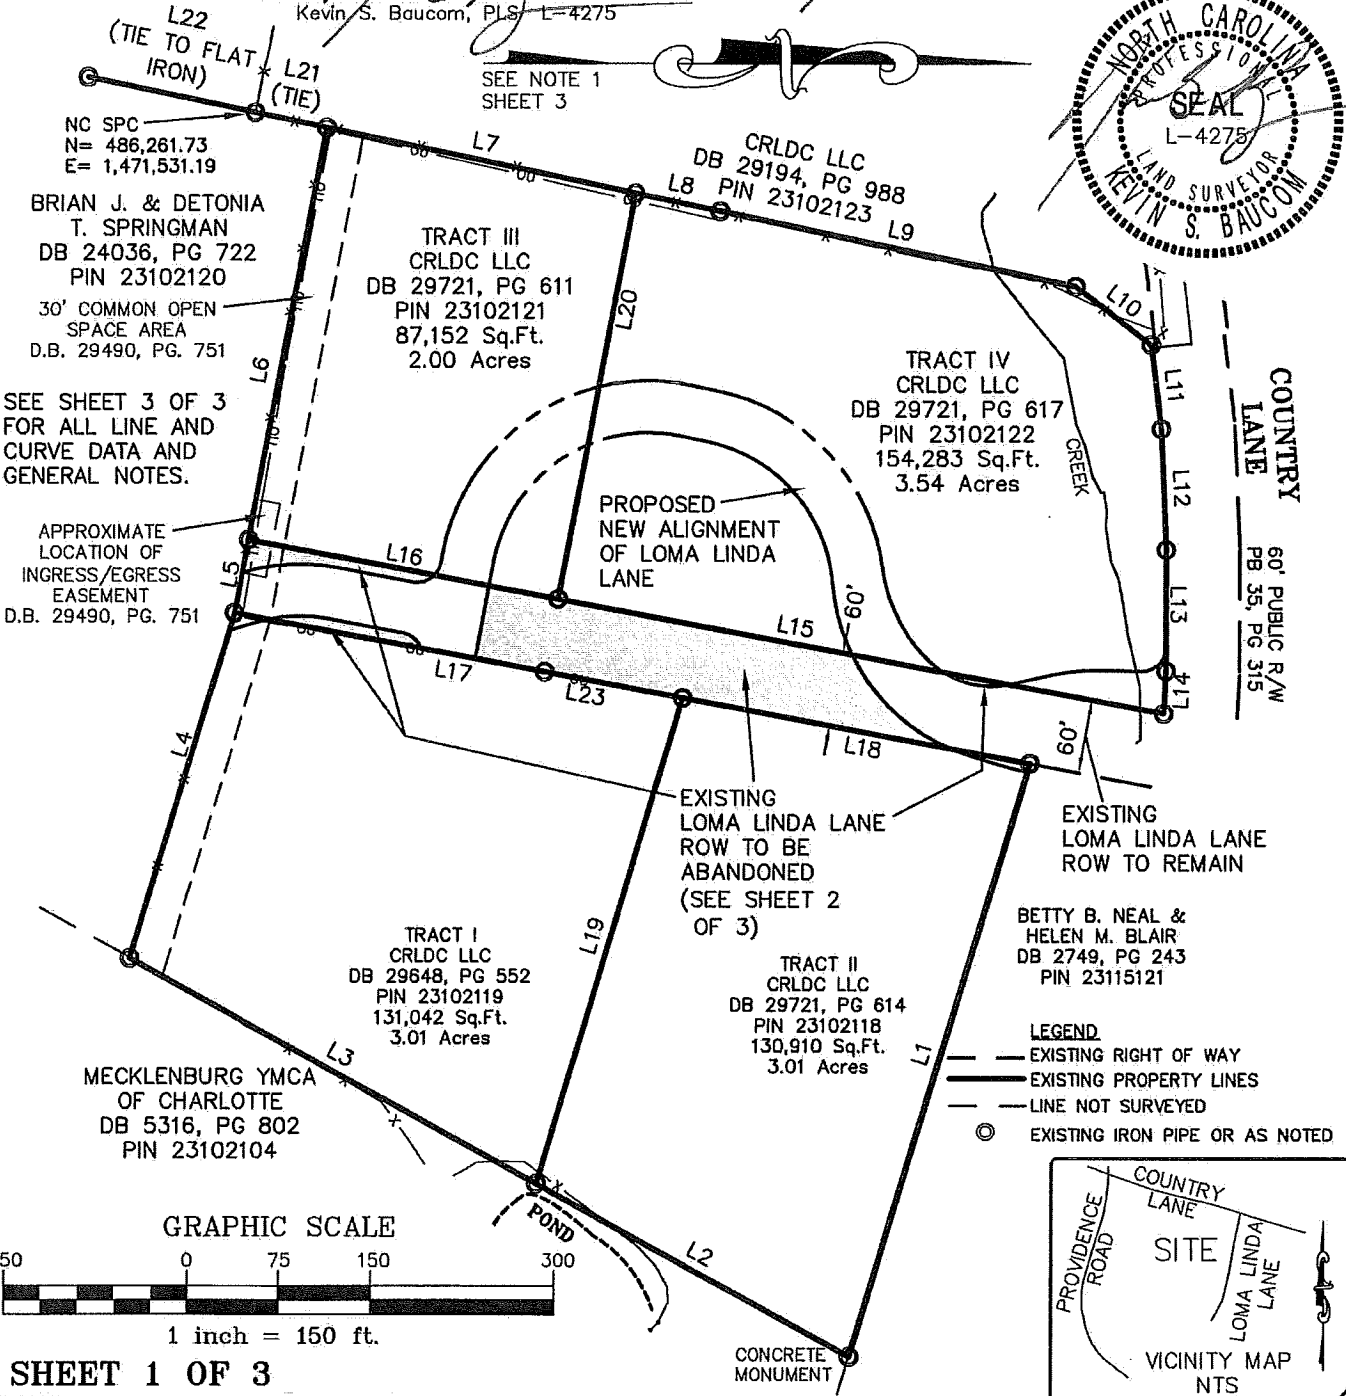 Kevin S. Baucom, PLS L-4275
L22
(TIE TO FLAT
IRON)
L21
(TIE)
SEE NOTE 1
SHEET 3
NORTH CAROLINA
PROFESSIONAL
SEAL
L-4275
LAND SURVEYOR
KEVIN S. BAUCOM
NC SPC
N= 486,261.73
E= 1,471,531.19
L7
CRLDC LLC
DB 29194, PG 988
PIN 23102123
L8
L9
L10
BRIAN J. & DETONIA
T. SPRINGMAN
DB 24036, PG 722
PIN 23102120
30' COMMON OPEN
SPACE AREA
D.B. 29490, PG. 751
TRACT III
CRLDC LLC
DB 29721, PG 611
PIN 23102121
87,152 Sq.Ft.
2.00 Acres
L20
L6
TRACT IV
CRLDC LLC
DB 29721, PG 617
PIN 23102122
154,283 Sq.Ft.
3.54 Acres
CREEK
L11
L12
L13
L14
COUNTRY
LANE
60' PUBLIC R/W
PB 35, PG 315
SEE SHEET 3 OF 3
FOR ALL LINE AND
CURVE DATA AND
GENERAL NOTES.
PROPOSED
NEW ALIGNMENT
OF LOMA LINDA
LANE
APPROXIMATE
LOCATION OF
INGRESS/EGRESS
EASEMENT
D.B. 29490, PG. 751
L5
L16
L15
60'
L17
L23
L18
60'
L4
EXISTING
LOMA LINDA LANE
ROW TO BE
ABANDONED
(SEE SHEET 2
OF 3)
EXISTING
LOMA LINDA LANE
ROW TO REMAIN
L19
TRACT I
CRLDC LLC
DB 29648, PG 552
PIN 23102119
131,042 Sq.Ft.
3.01 Acres
TRACT II
CRLDC LLC
DB 29721, PG 614
PIN 23102118
130,910 Sq.Ft.
3.01 Acres
L1
BETTY B. NEAL &
HELEN M. BLAIR
DB 2749, PG 243
PIN 23115121
LEGEND
EXISTING RIGHT OF WAY
EXISTING PROPERTY LINES
LINE NOT SURVEYED
EXISTING IRON PIPE OR AS NOTED
L3
MECKLENBURG YMCA
OF CHARLOTTE
DB 5316, PG 802
PIN 23102104
POND
L2
CONCRETE
MONUMENT
GRAPHIC SCALE
50 0 75 150 300
1 inch = 150 ft.
SHEET 1 OF 3
COUNTRY
LANE
PROVIDENCE
ROAD
SITE
LOMA LINDA
LANE
VICINITY MAP
NTS